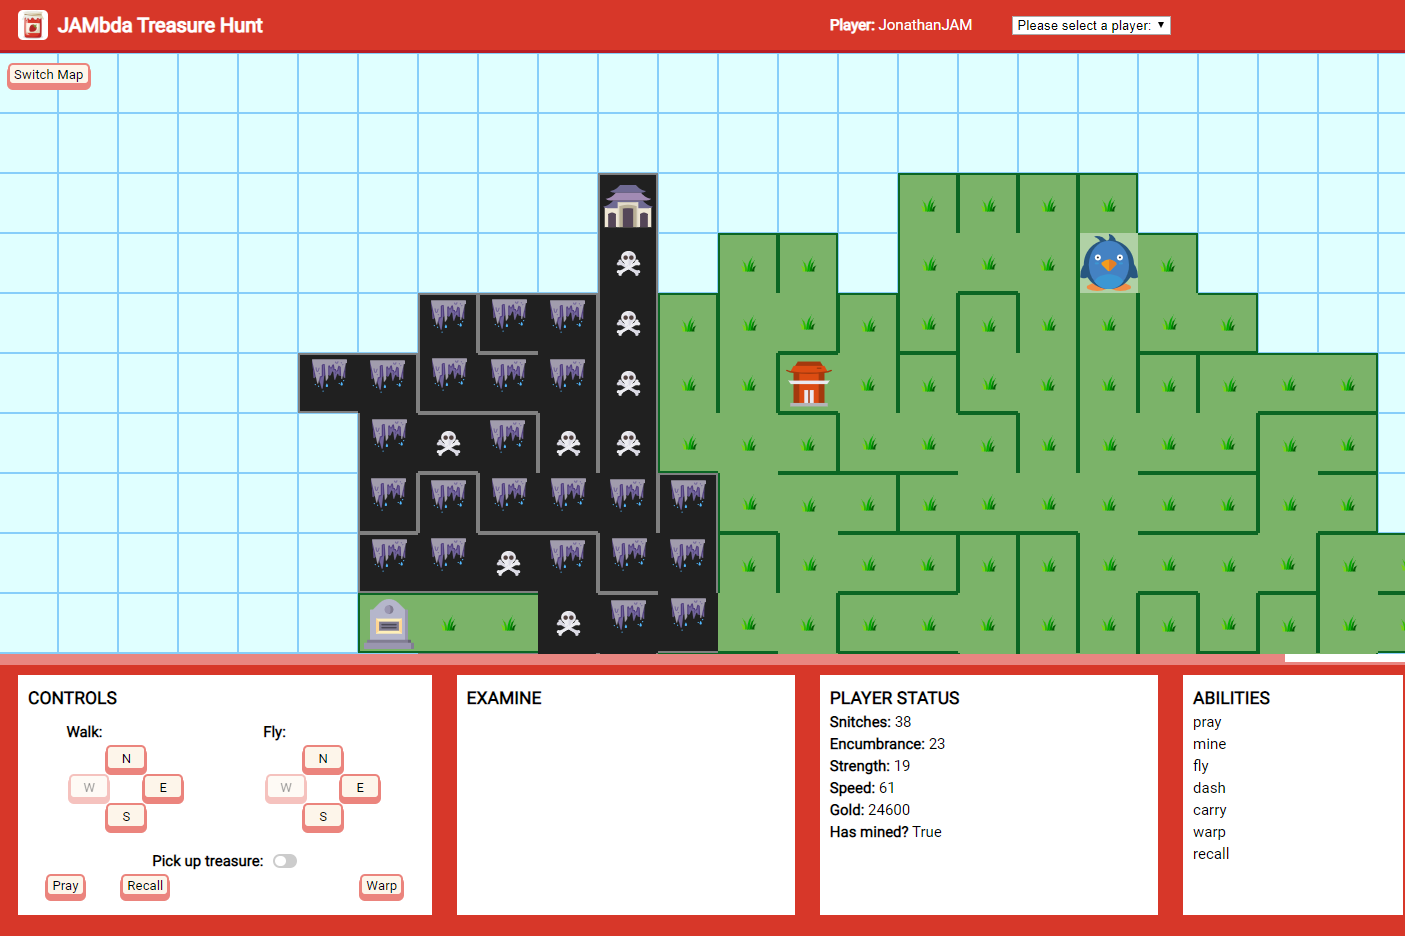 JAMbda Treasure Hunt
Player: JonathanJAM
Please select a player:
Switch Map
CONTROLS
Walk:
Fly:
N
N
W
E
W
E
S
S
Pick up treasure:
Pray
Recall
Warp
EXAMINE
PLAYER STATUS
Snitches: 38
Encumbrance: 23
Strength: 19
Speed: 61
Gold: 24600
Has mined? True
ABILITIES
pray
mine
fly
dash
carry
warp
recall